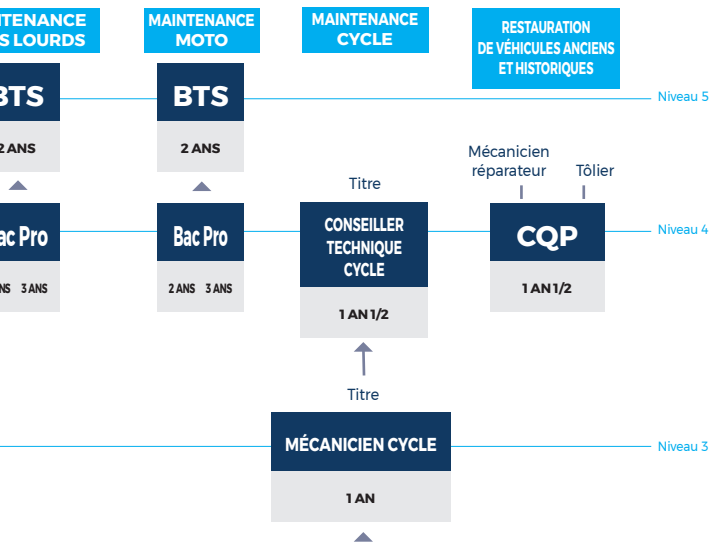 TENANCE
S LOURDS
MAINTENANCE
MOTO
MAINTENANCE
CYCLE
RESTAURATION
DE VÉHICULES ANCIENS
ET HISTORIQUES
BTS
BTS
Niveau 5
2 ANS
2 ANS
Mécanicien
réparateur
Tôlier
Titre
ac Pro
Bac Pro
CONSEILLER
TECHNIQUE
CYCLE
CQP
Niveau 4
NS 3 ANS
2 ANS 3 ANS
1 AN 1/2
1 AN 1/2
Titre
MÉCANICIEN CYCLE
Niveau 3
1 AN